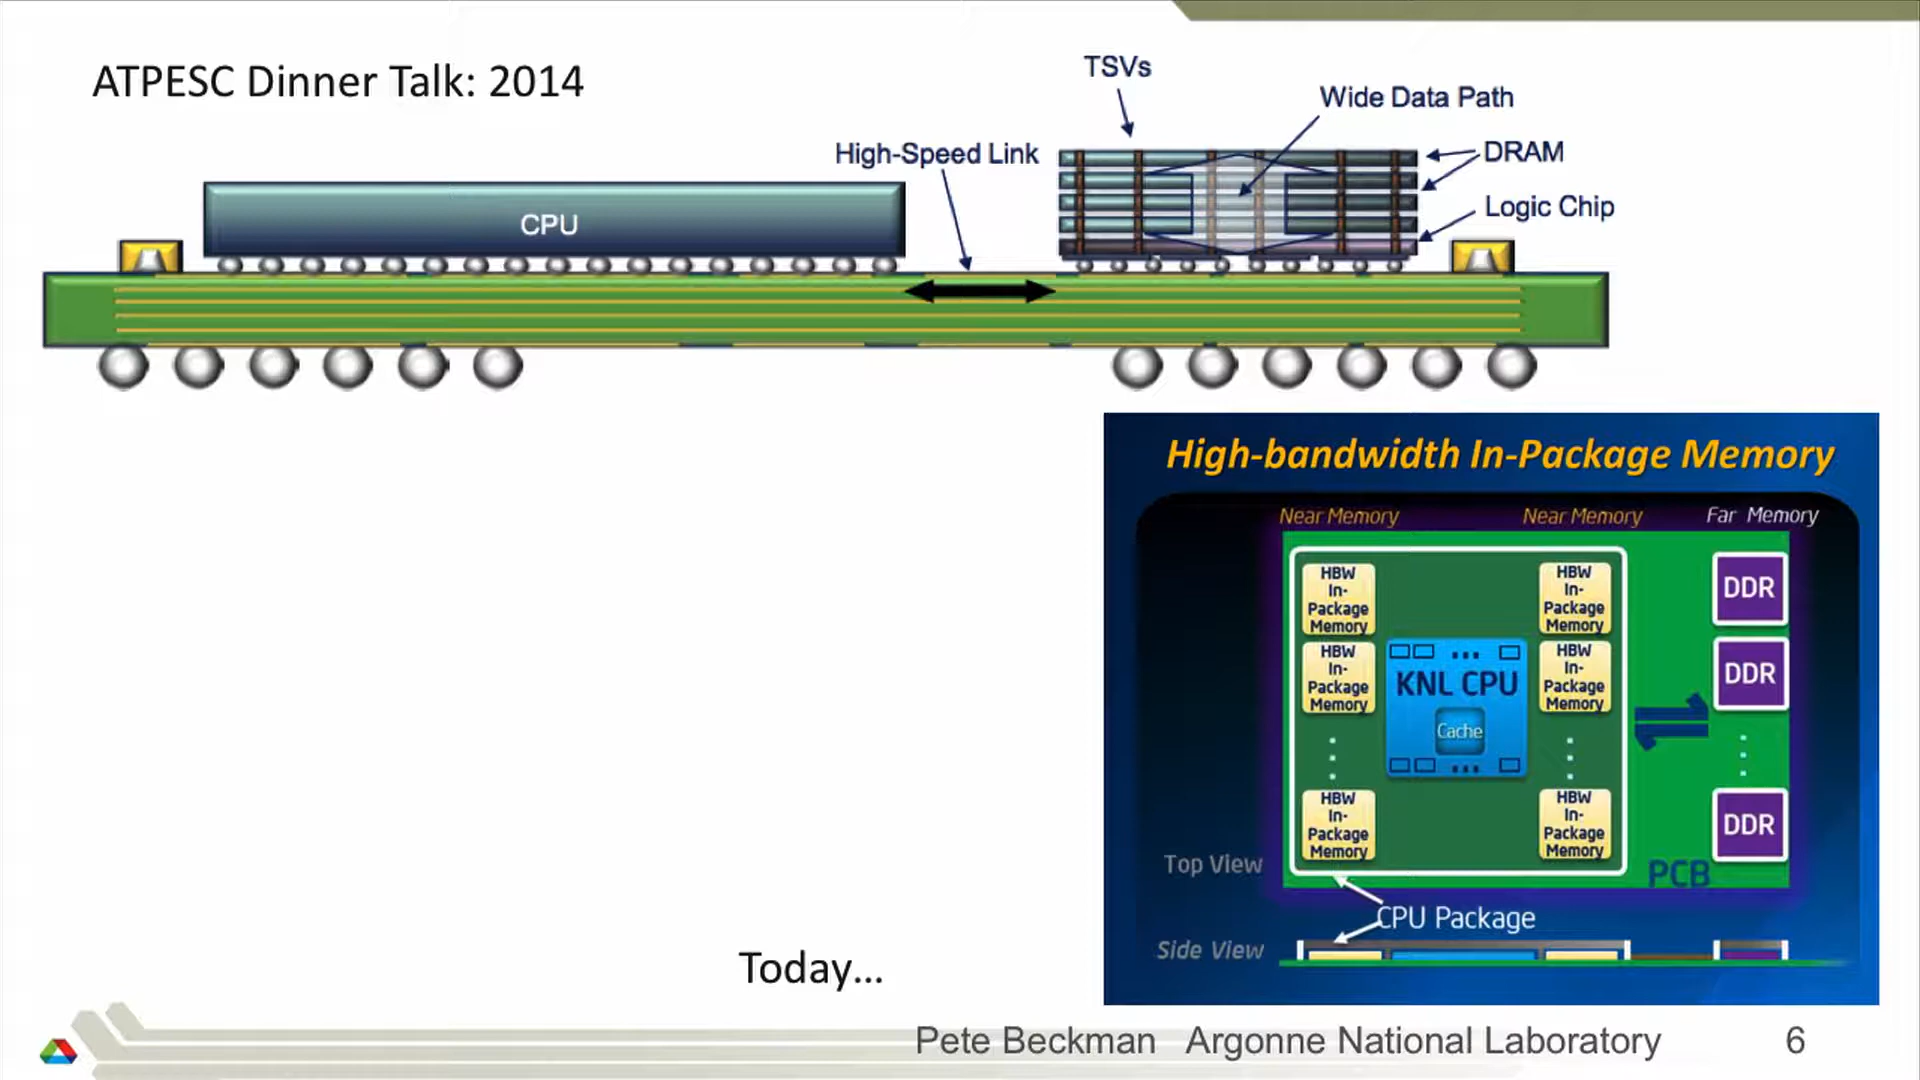 ATPESC Dinner Talk: 2014
TSVs
Wide Data Path
High-Speed Link
DRAM
Logic Chip
CPU
High-bandwidth In-Package Memory
Near Memory
Near Memory
Far Memory
HBW
In-
Package
Memory
HBW
In-
Package
Memory
DDR
HBW
In-
Package
Memory
KNL CPU
Cache
HBW
In-
Package
Memory
DDR
HBW
In-
Package
Memory
HBW
In-
Package
Memory
DDR
Top View
PCB
CPU Package
Side View
Today...
Pete Beckman Argonne National Laboratory
6